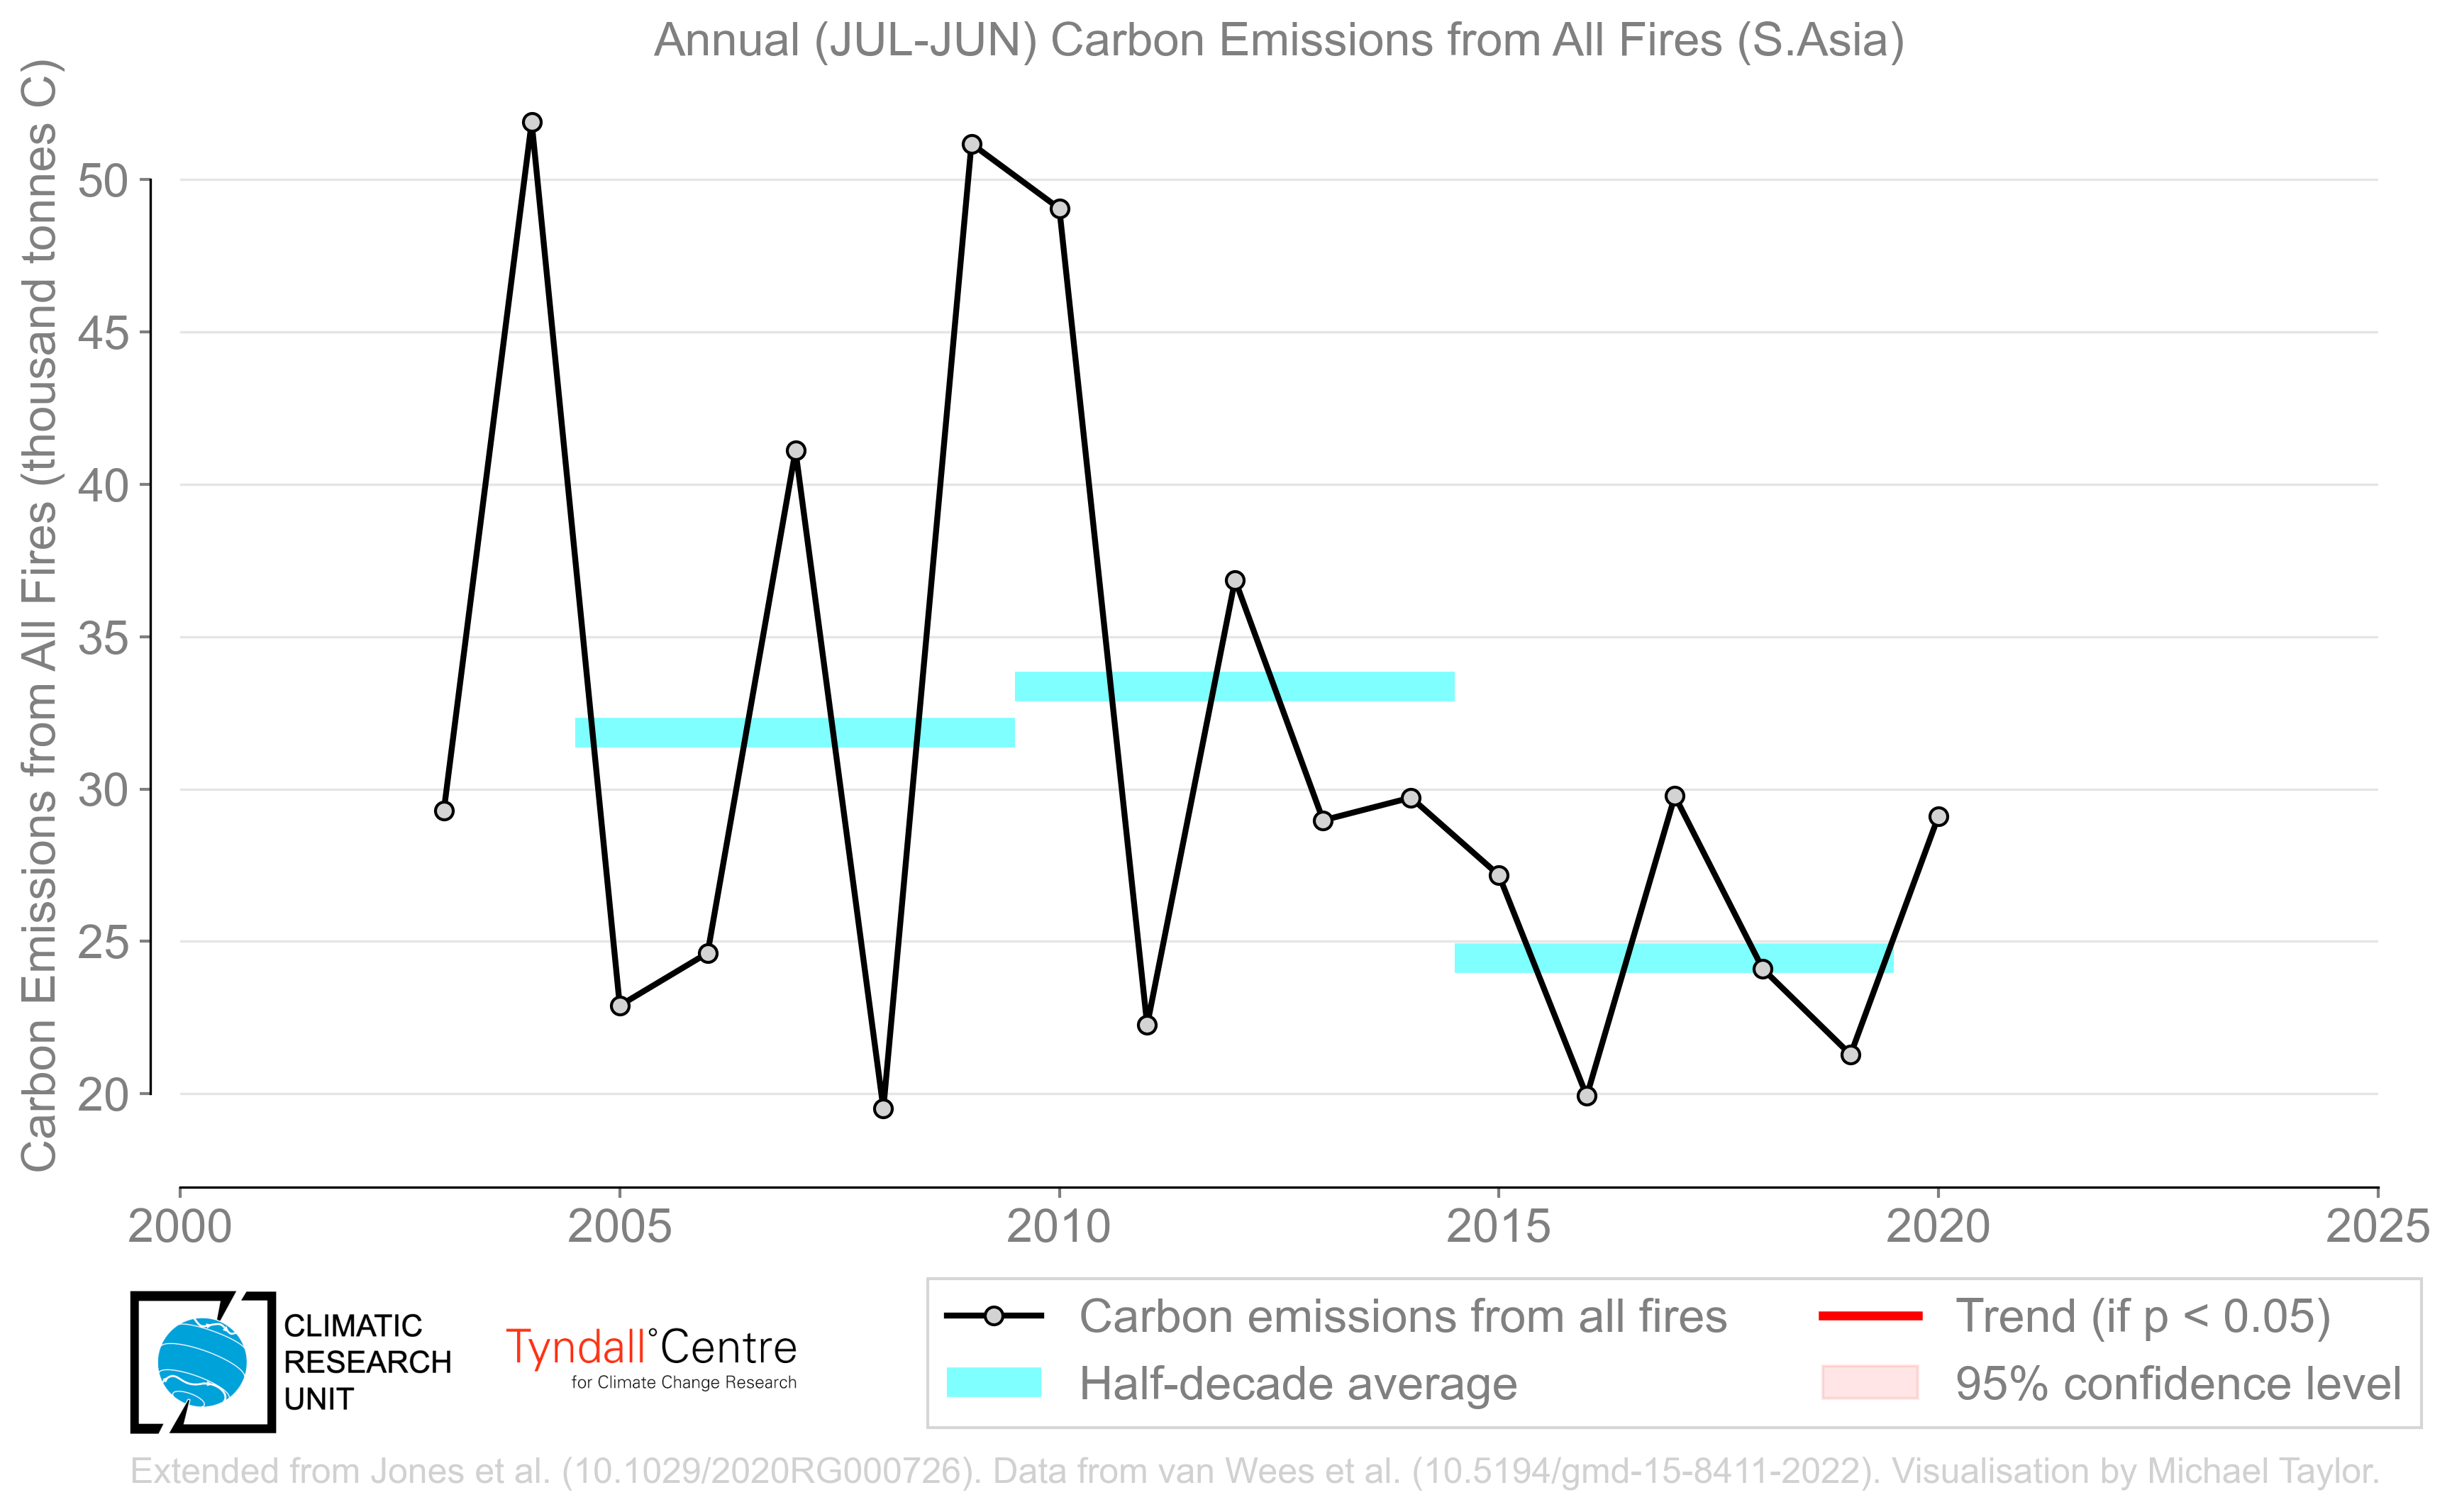 Annual (JUL-JUN) Carbon Emissions from All Fires (S.Asia)
Carbon Emissions from All Fires (thousand tonnes C)
50
45
40
35
30
25
20
2000 2005 2010 2015 2020 2025
CLIMATIC
RESEARCH
UNIT
Tyndall°Centre
for Climate Change Research
Carbon emissions from all fires
Half-decade average
Trend (if p < 0.05)
95% confidence level
Extended from Jones et al. (10.1029/2020RG000726). Data from van Wees et al. (10.5194/gmd-15-8411-2022). Visualisation by Michael Taylor.